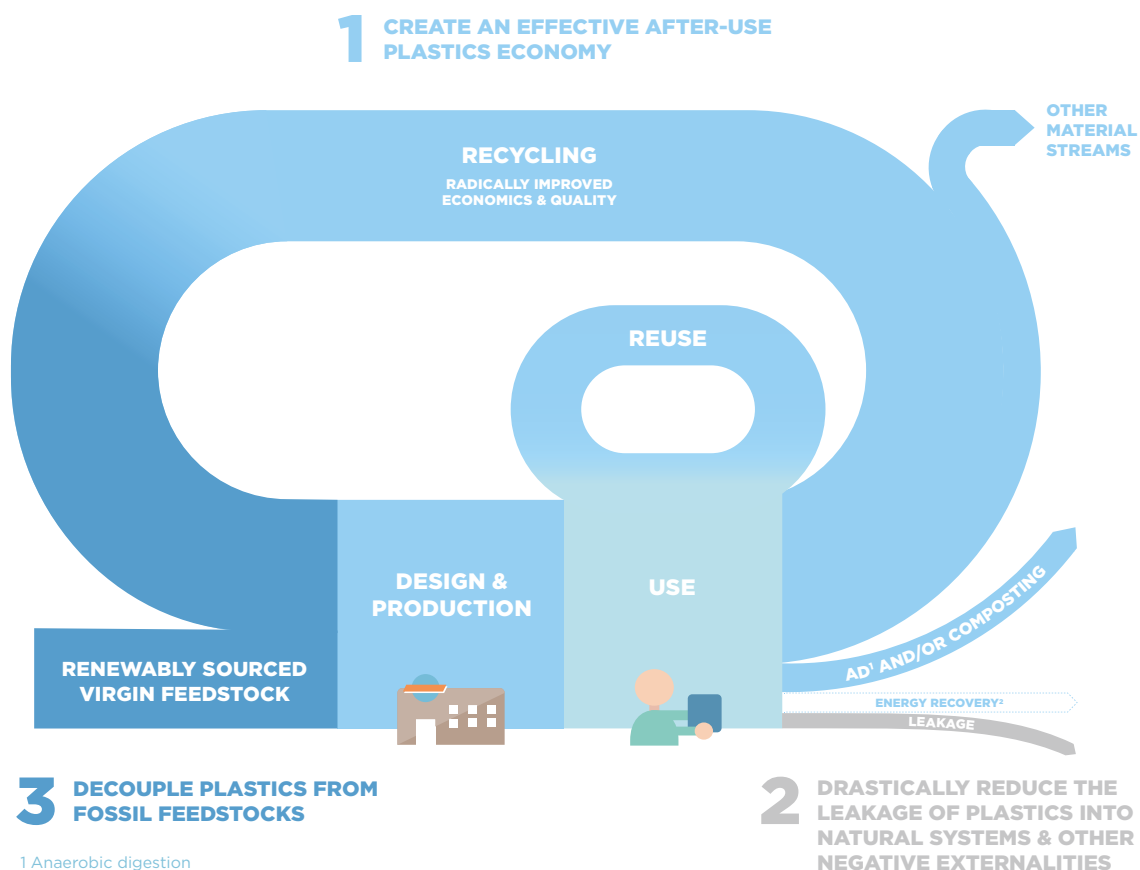 1 CREATE AN EFFECTIVE AFTER-USE
PLASTICS ECONOMY
OTHER
MATERIAL
STREAMS
RECYCLING
RADICALLY IMPROVED
ECONOMICS & QUALITY
REUSE
DESIGN &
PRODUCTION
USE
RENEWABLY SOURCED
VIRGIN FEEDSTOCK
AD¹ AND/OR COMPOSTING
ENERGY RECOVERY²
LEAKAGE
3 DECOUPLE PLASTICS FROM
FOSSIL FEEDSTOCKS
2 DRASTICALLY REDUCE THE
LEAKAGE OF PLASTICS INTO
NATURAL SYSTEMS & OTHER
NEGATIVE EXTERNALITIES
1 Anaerobic digestion